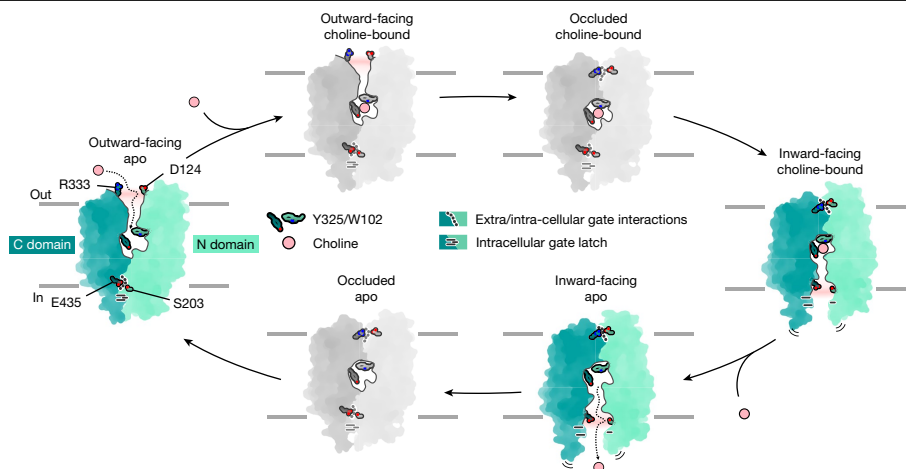 Outward-facing
choline-bound
Occluded
choline-bound
Outward-facing
apo
D124
R333
Out
Inward-facing
choline-bound
Y325/W102
Choline
Extra/intra-cellular gate interactions
Intracellular gate latch
C domain
N domain
In
E435
S203
Occluded
apo
Inward-facing
apo